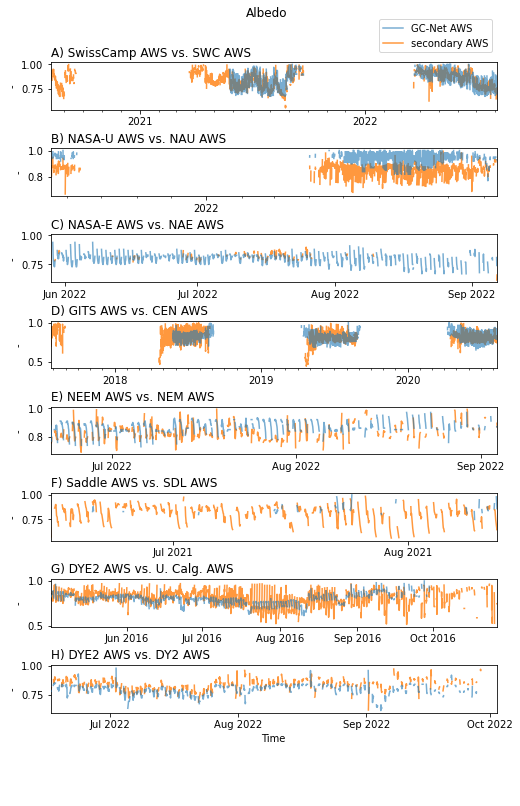 Albedo
GC-Net AWS
secondary AWS
A) SwissCamp AWS vs. SWC AWS
1.00
0.75
-
2021 2022
B) NASA-U AWS vs. NAU AWS
1.0
0.8
-
2022
C) NASA-E AWS vs. NAE AWS
1.00
0.75
-
Jun 2022 Jul 2022 Aug 2022 Sep 2022
D) GITS AWS vs. CEN AWS
1.0
0.5
-
2018 2019 2020
E) NEEM AWS vs. NEM AWS
1.0
0.8
-
Jul 2022 Aug 2022 Sep 2022
F) Saddle AWS vs. SDL AWS
1.00
0.75
-
Jul 2021 Aug 2021
G) DYE2 AWS vs. U. Calg. AWS
1.0
0.5
-
Jun 2016 Jul 2016 Aug 2016 Sep 2016 Oct 2016
H) DYE2 AWS vs. DY2 AWS
1.00
0.75
-
Jul 2022 Aug 2022 Sep 2022 Oct 2022
Time